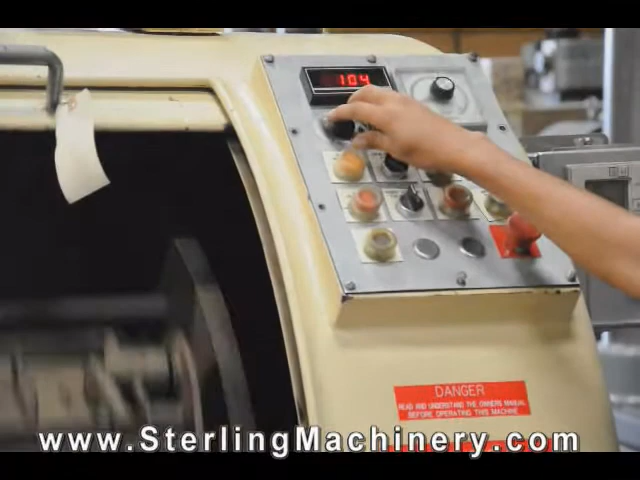 104
DANGER
READ AND UNDERSTAND THE OWNERS MANUAL
BEFORE OPERATING THIS MACHINE
www.SterlingMachinery.com